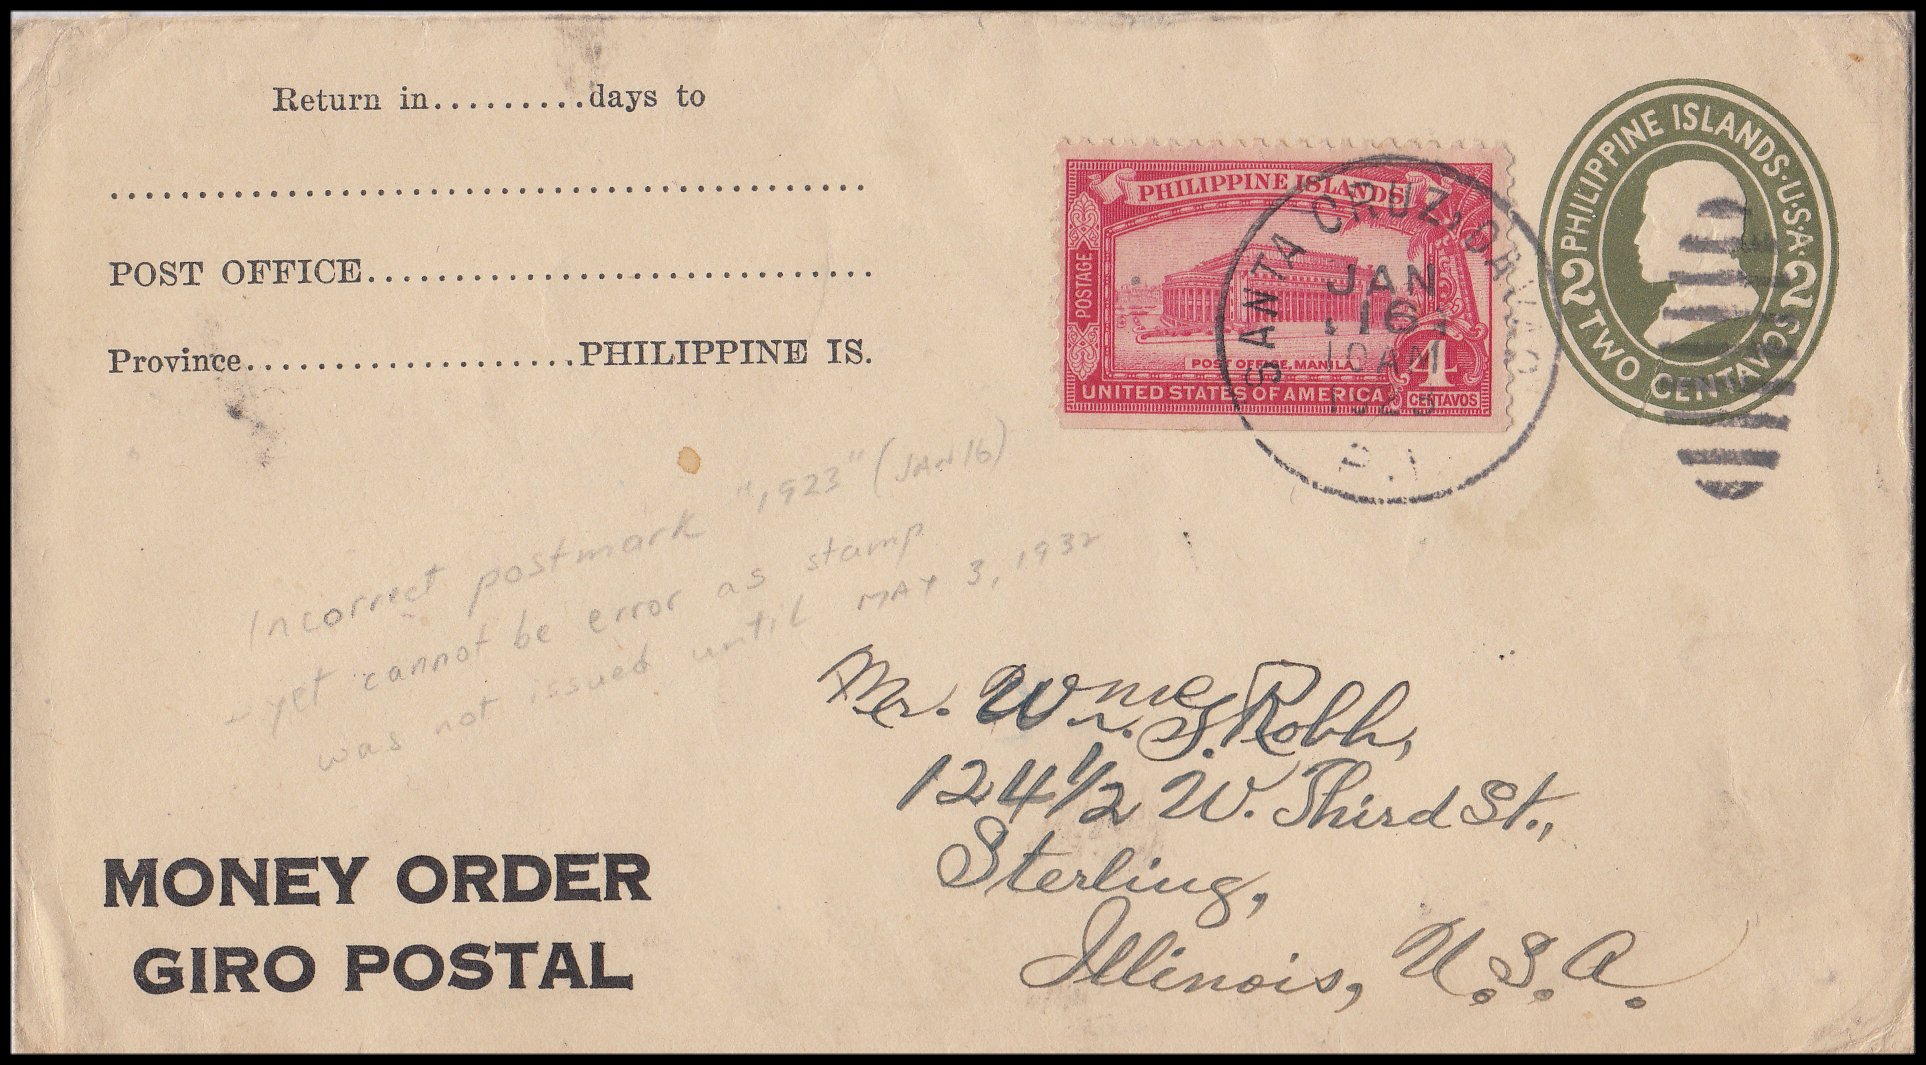 Return in.........days to
POST OFFICE
Province....................PHILIPPINE IS.
PHILIPPINE ISLANDS
POSTAGE
POST OFFICE, MANILA
UNITED STATES OF AMERICA
4
CENTAVOS
SANTA CRUZ,
JAN
16
10AM
P.I.
PHILIPPINE ISLANDS·U·S·A·
2 2
TWO CENTAVOS
Incorrect postmark "1923" (JAN 16)
- yet cannot be error as stamp
was not issued until MAY 3, 1932
Mr. Wm. S. Robb,
124 1/2 W. Third St.,
Sterling,
Illinois, U.S.A.
MONEY ORDER
GIRO POSTAL